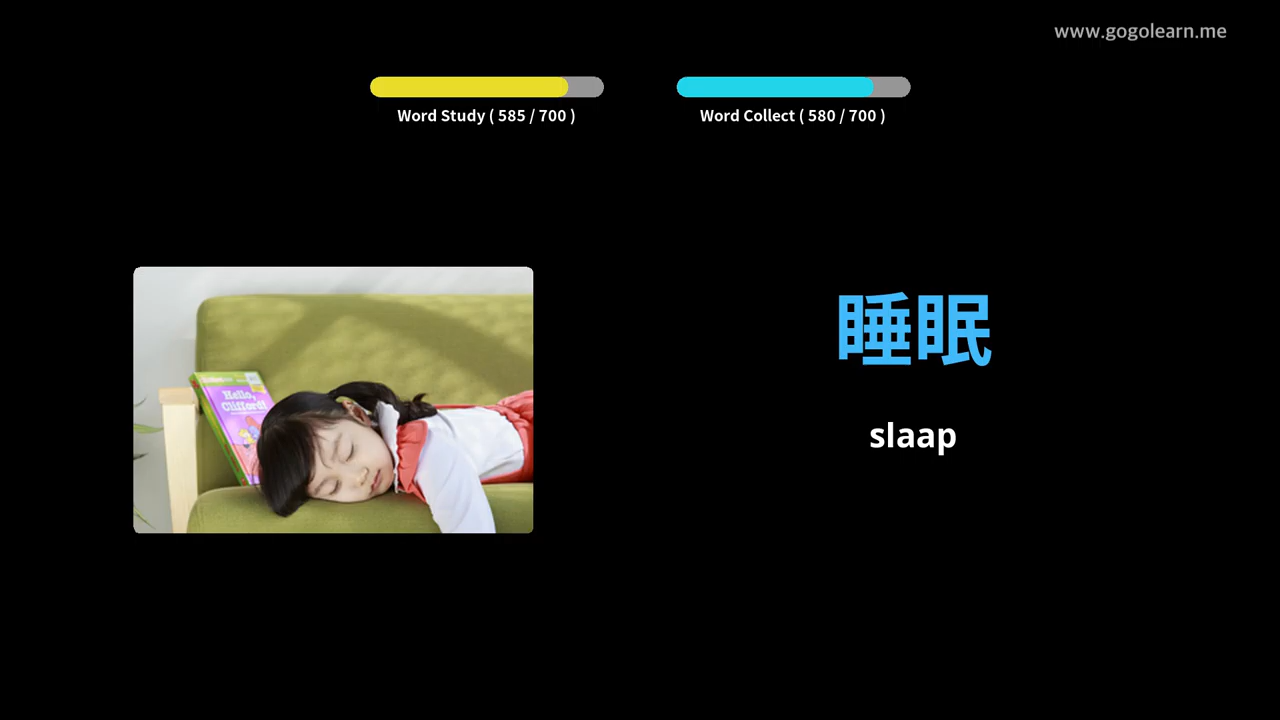 www.gogolearn.me
Word Study ( 585 / 700 )
Word Collect ( 580 / 700 )
睡眠
slaap
Hello,
Clifford!